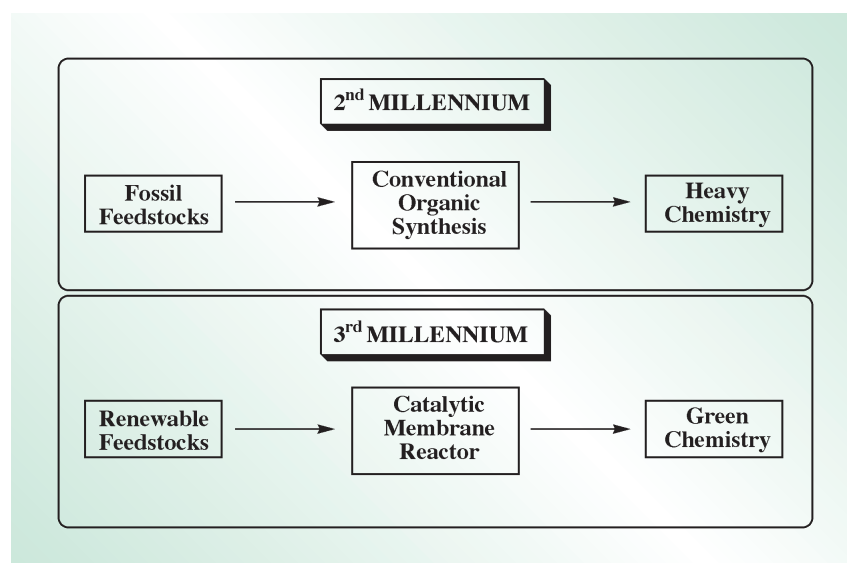 2nd MILLENNIUM
Fossil
Feedstocks
Conventional
Organic
Synthesis
Heavy
Chemistry
3rd MILLENNIUM
Renewable
Feedstocks
Catalytic
Membrane
Reactor
Green
Chemistry